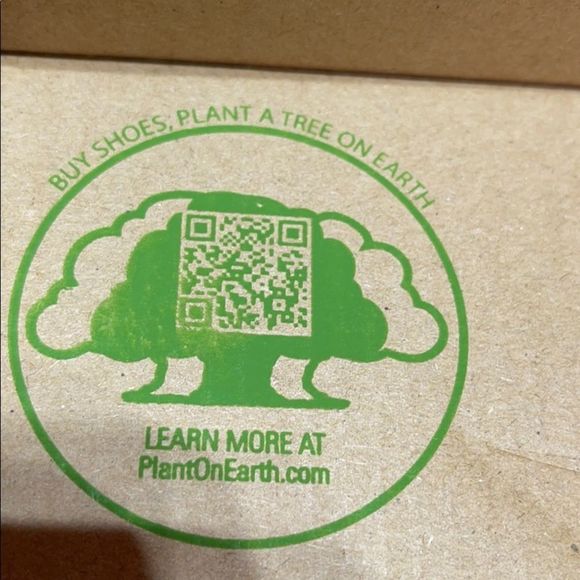 BUY SHOES, PLANT A TREE ON EARTH
LEARN MORE AT
PlantOnEarth.com